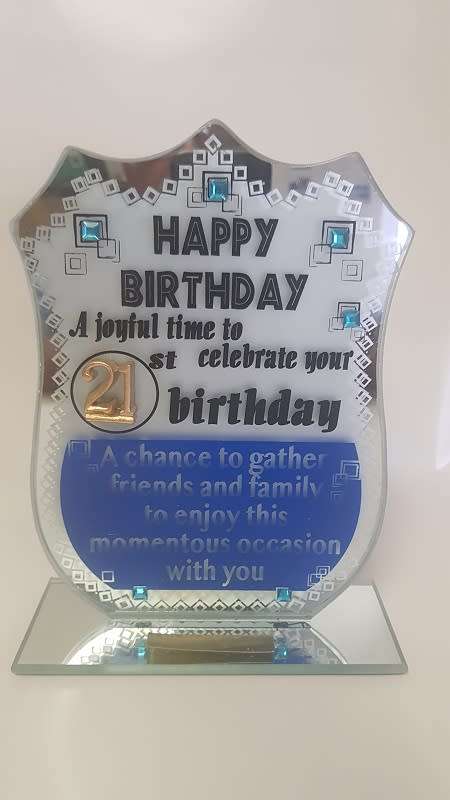 HAPPY
BIRTHDAY
A joyful time to
celebrate your
21st birthday
A chance to gather
friends and family
to enjoy this
momentous occasion
with you